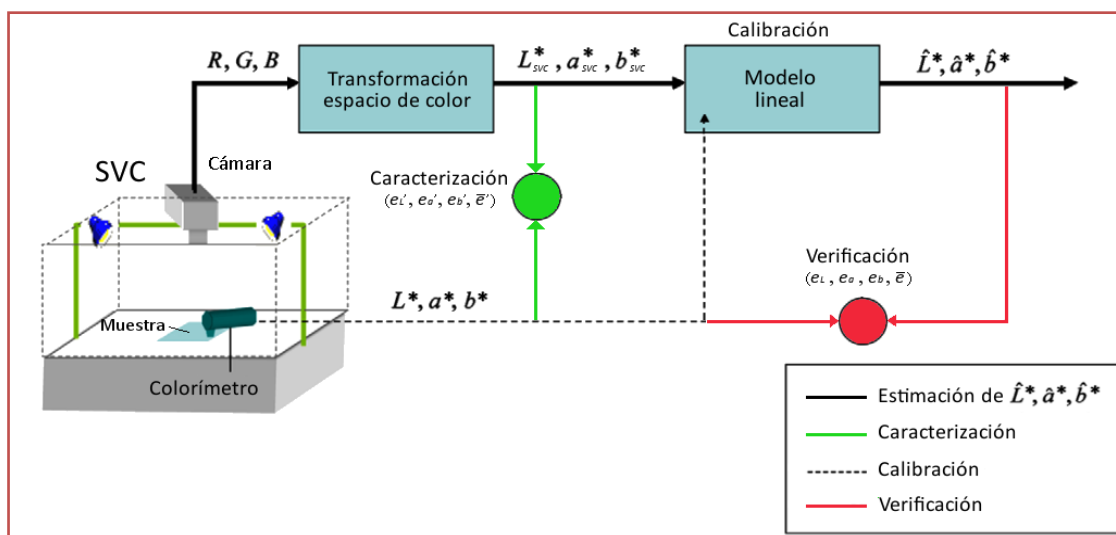 Calibración
R, G, B
Transformación
espacio de color
L*svc, a*svc, b*svc
Modelo
lineal
L̂*, â*, b̂*
SVC
Cámara
Caracterización
(eL', ea', eb', e̅')
Verificación
(eL, ea, eb, e̅)
L*, a*, b*
Muestra
Colorímetro
Estimación de L̂*, â*, b̂*
Caracterización
Calibración
Verificación